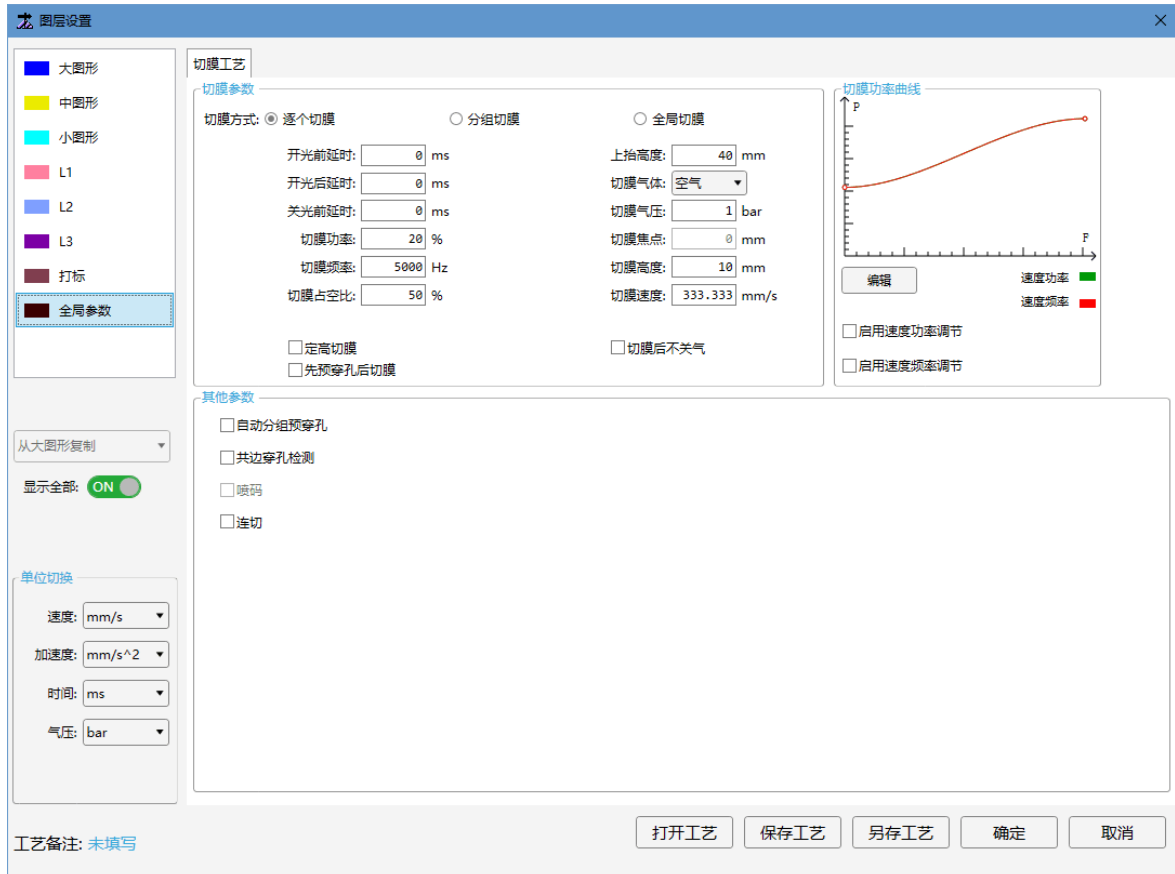 图层设置
大图形
中图形
小图形
L1
L2
L3
打标
全局参数
从大图形复制
显示全部: ON
单位切换
速度: mm/s
加速度: mm/s^2
时间: ms
气压: bar
切膜工艺
切膜参数
切膜方式: 逐个切膜 分组切膜 全局切膜
开光前延时: 0 ms 上抬高度: 40 mm
开光后延时: 0 ms 切膜气体: 空气
关光前延时: 0 ms 切膜气压: 1 bar
切膜功率: 20 % 切膜焦点: 0 mm
切膜频率: 5000 Hz 切膜高度: 10 mm
切膜占空比: 50 % 切膜速度: 333.333 mm/s
定高切膜 切膜后不关气
先预穿孔后切膜
切膜功率曲线
P
F
编辑 速度功率
速度频率
启用速度功率调节
启用速度频率调节
其他参数
自动分组预穿孔
共边穿孔检测
喷码
连切
工艺备注: 未填写
打开工艺 保存工艺 另存工艺 确定 取消